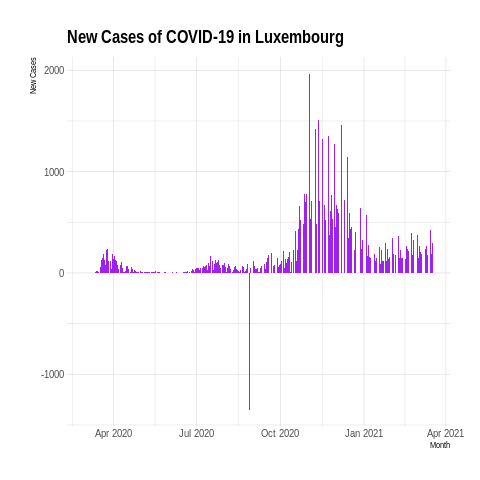 New Cases of COVID-19 in Luxembourg
New Cases
2000
1000
0
-1000
Apr 2020 Jul 2020 Oct 2020 Jan 2021 Apr 2021
Month